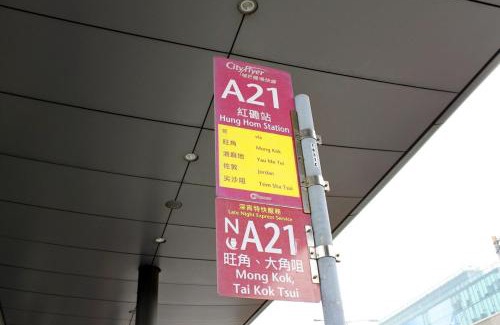 Cityflyer
城巴機場快線
A21
紅磡站
Hung Hom Station
經 via
旺角 Mong Kok
油麻地 Yau Ma Tei
佐敦 Jordan
尖沙咀 Tsim Sha Tsui
深宵特快服務
Late Night Express Service
NA21
旺角、大角咀
Mong Kok,
Tai Kok Tsui